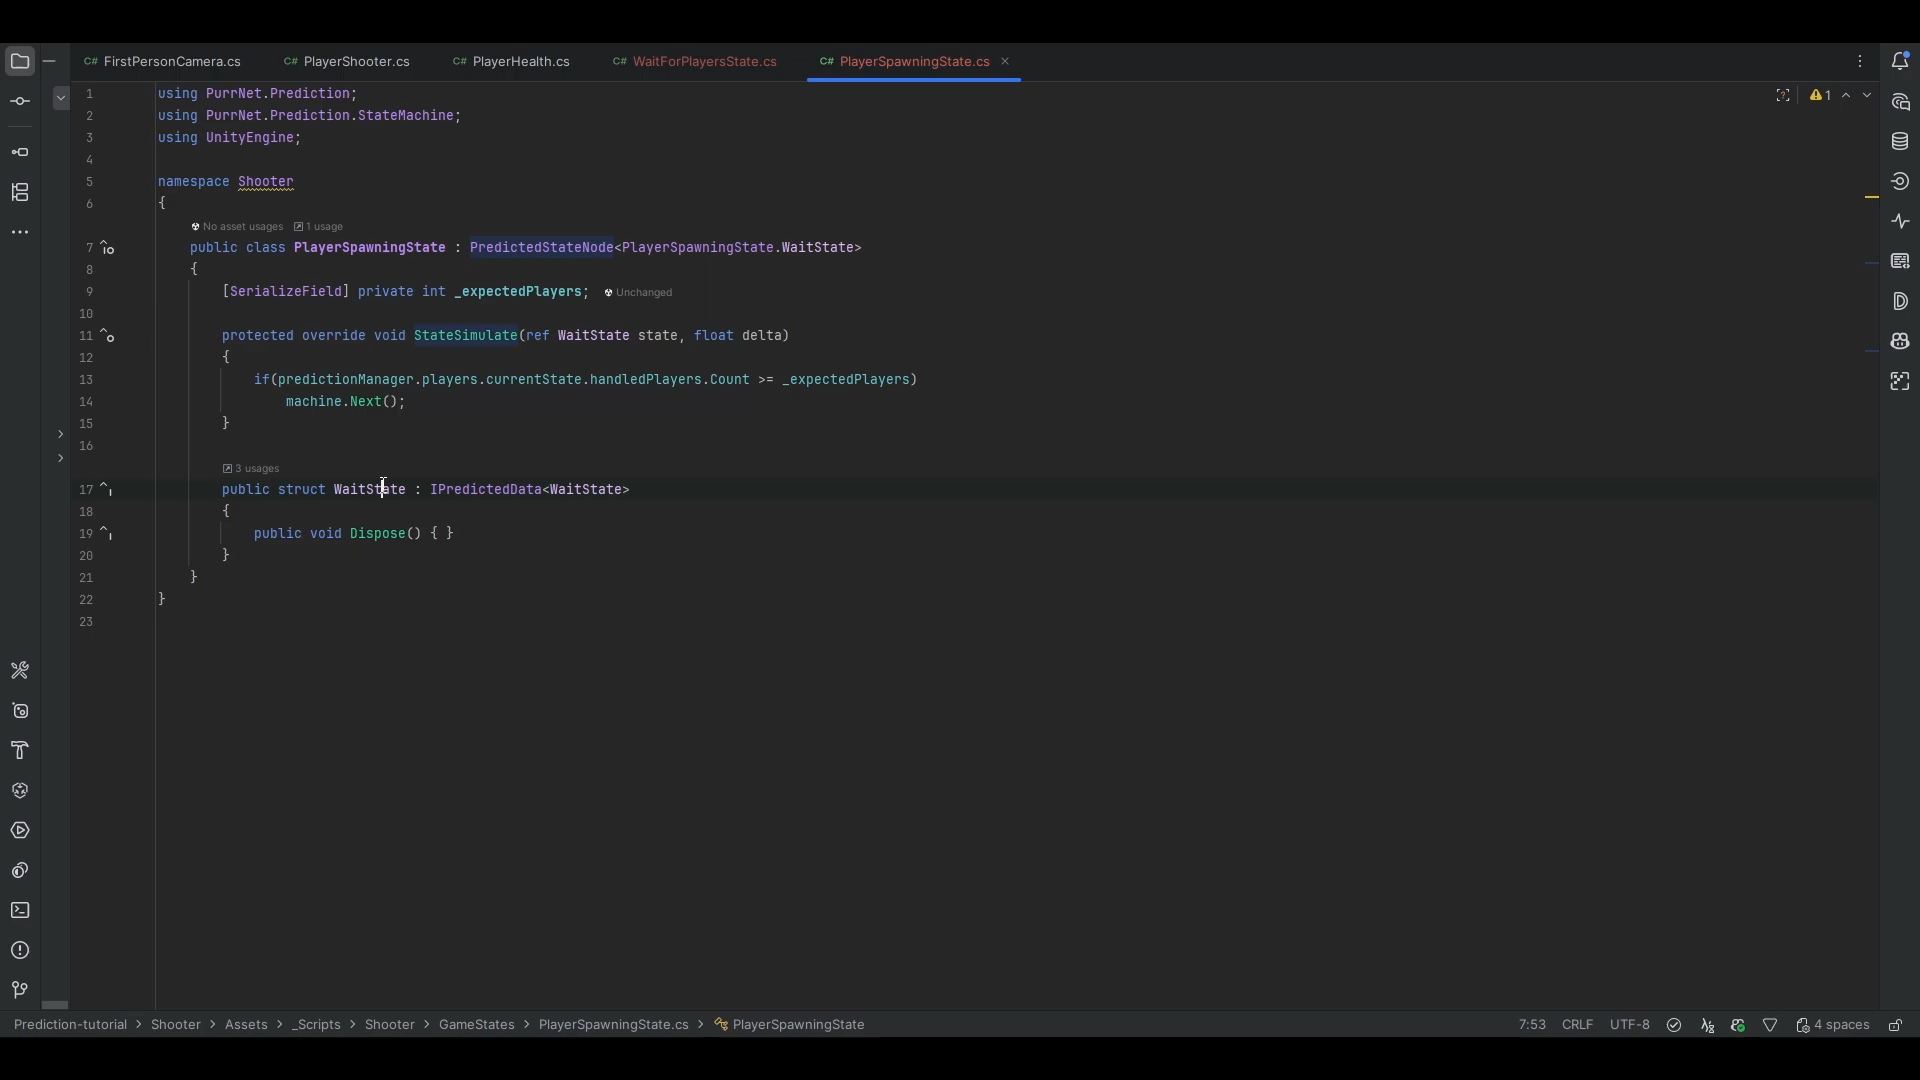 C# FirstPersonCamera.cs C# PlayerShooter.cs C# PlayerHealth.cs C# WaitForPlayersState.cs C# PlayerSpawningState.cs
1 using PurrNet.Prediction;
1
2 using PurrNet.Prediction.StateMachine;
3 using UnityEngine;
4
5 namespace Shooter
6 {
No asset usages 1 usage
7 public class PlayerSpawningState : PredictedStateNode<PlayerSpawningState.WaitState>
8 {
9 [SerializeField] private int _expectedPlayers; Unchanged
10
11 protected override void StateSimulate(ref WaitState state, float delta)
12 {
13 if(predictionManager.players.currentState.handledPlayers.Count >= _expectedPlayers)
14 machine.Next();
15 }
16
3 usages
17 public struct WaitState : IPredictedData<WaitState>
18 {
19 public void Dispose() { }
20 }
21 }
22 }
23
Prediction-tutorial > Shooter > Assets > _Scripts > Shooter > GameStates > PlayerSpawningState.cs > PlayerSpawningState 7:53 CRLF UTF-8 4 spaces